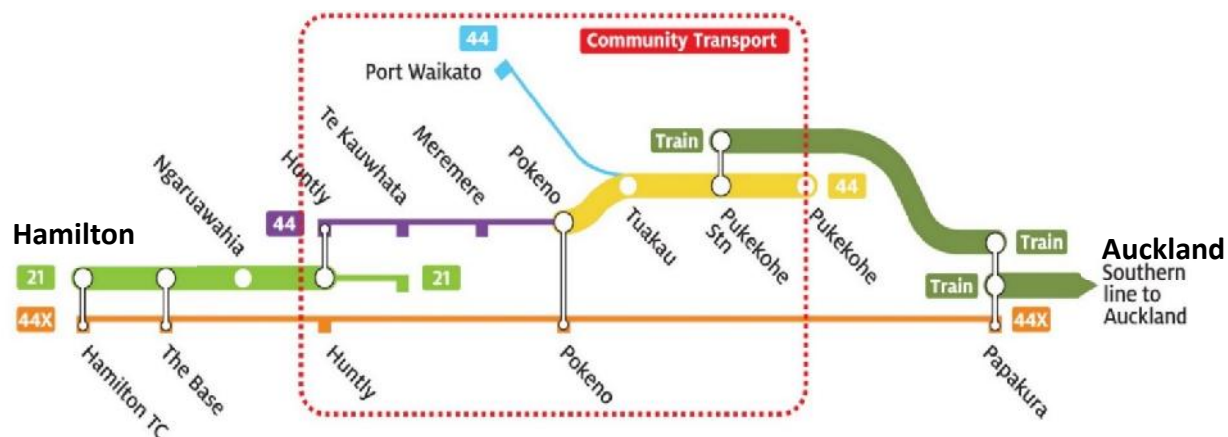 44
Community Transport
Port Waikato
Te Kauwhata
Meremere
Pokeno
Huntly
Ngaruawahia
Train
44
44
Tuakau
Pukekohe
Stn
Pukekohe
Hamilton
Train
Auckland
21
21
Train
Southern
line to
Auckland
44X
44X
Hamilton TC
The Base
Huntly
Pokeno
Papakura